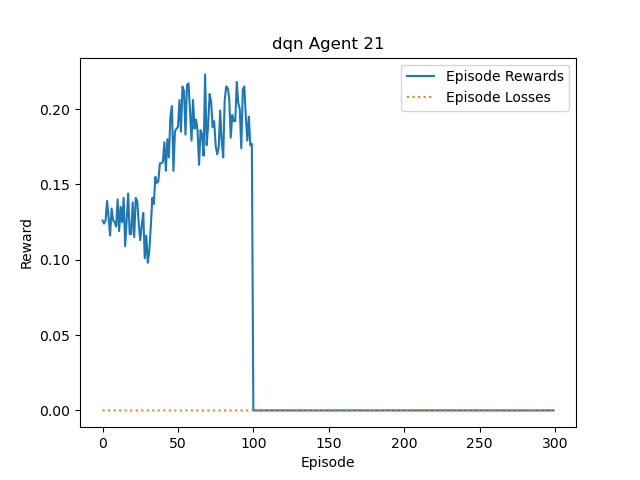 dqn Agent 21
Episode Rewards
Episode Losses
0.20
0.15
0.10
0.05
0.00
Reward
0 50 100 150 200 250 300
Episode